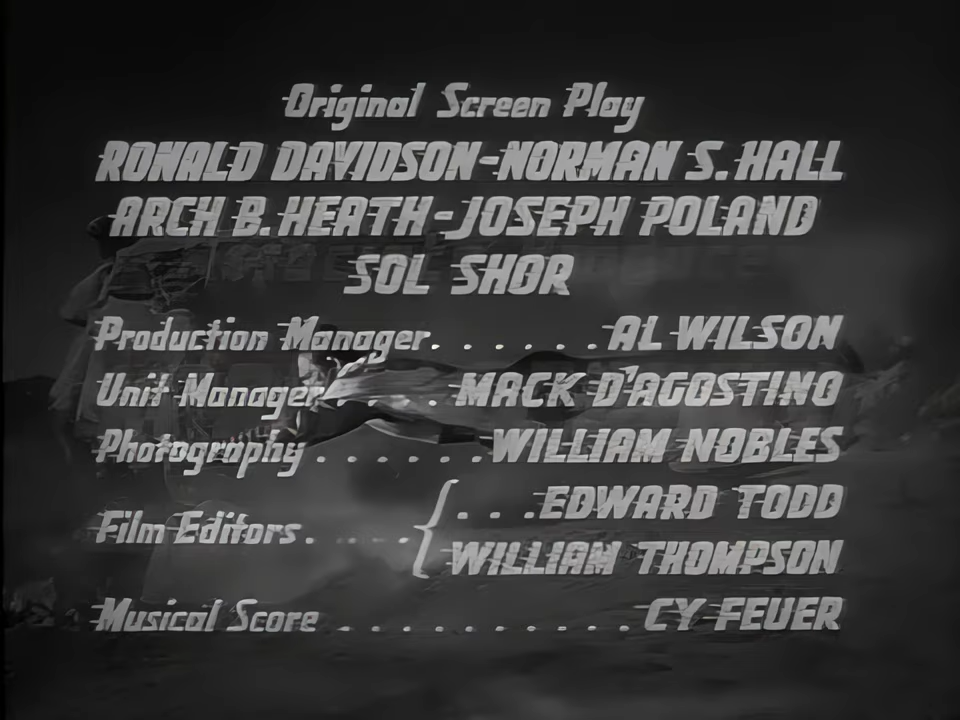 Original Screen Play
RONALD DAVIDSON-NORMAN S. HALL
ARCH B. HEATH-JOSEPH POLAND
SOL SHOR
Production Manager. . . . . . .AL WILSON
Unit Manager. . . . .MACK D'AGOSTINO
Photography . . . . . . .WILLIAM NOBLES
Film Editors. . . . . { . . .EDWARD TODD
WILLIAM THOMPSON
Musical Score . . . . . . . . . . . .CY FEUER